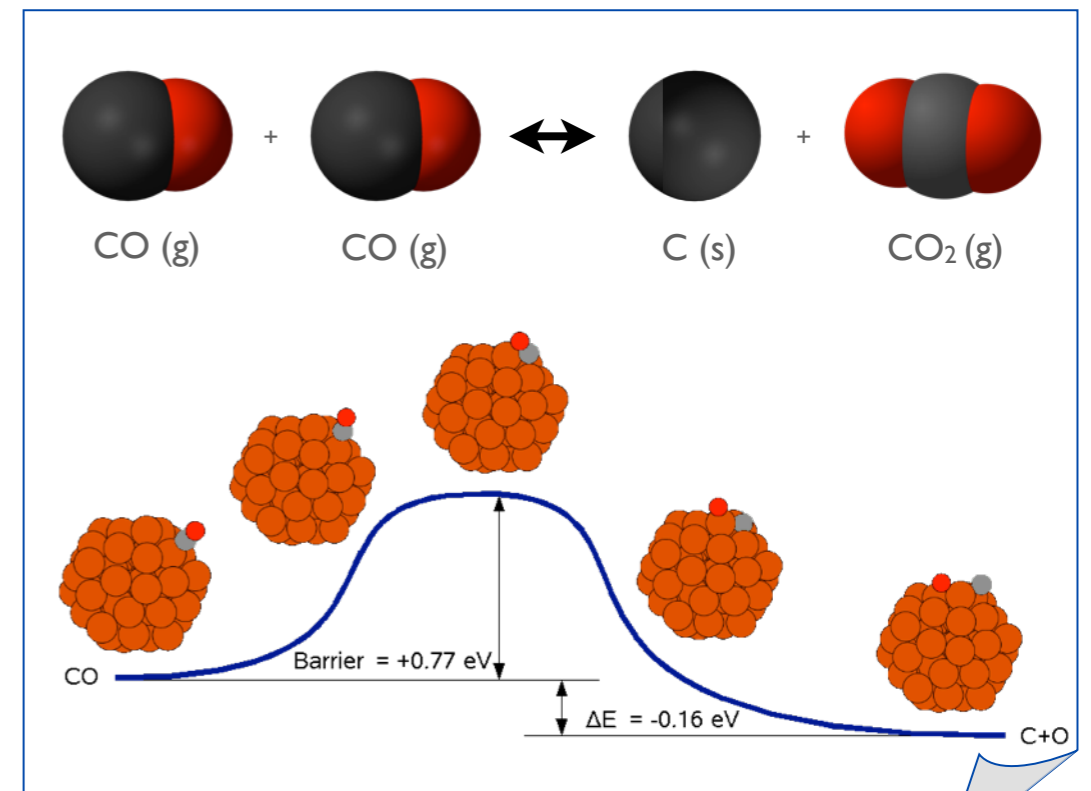 + +
CO (g) CO (g) C (s) CO₂ (g)
Barrier = +0.77 eV
CO
ΔE = -0.16 eV
C+O